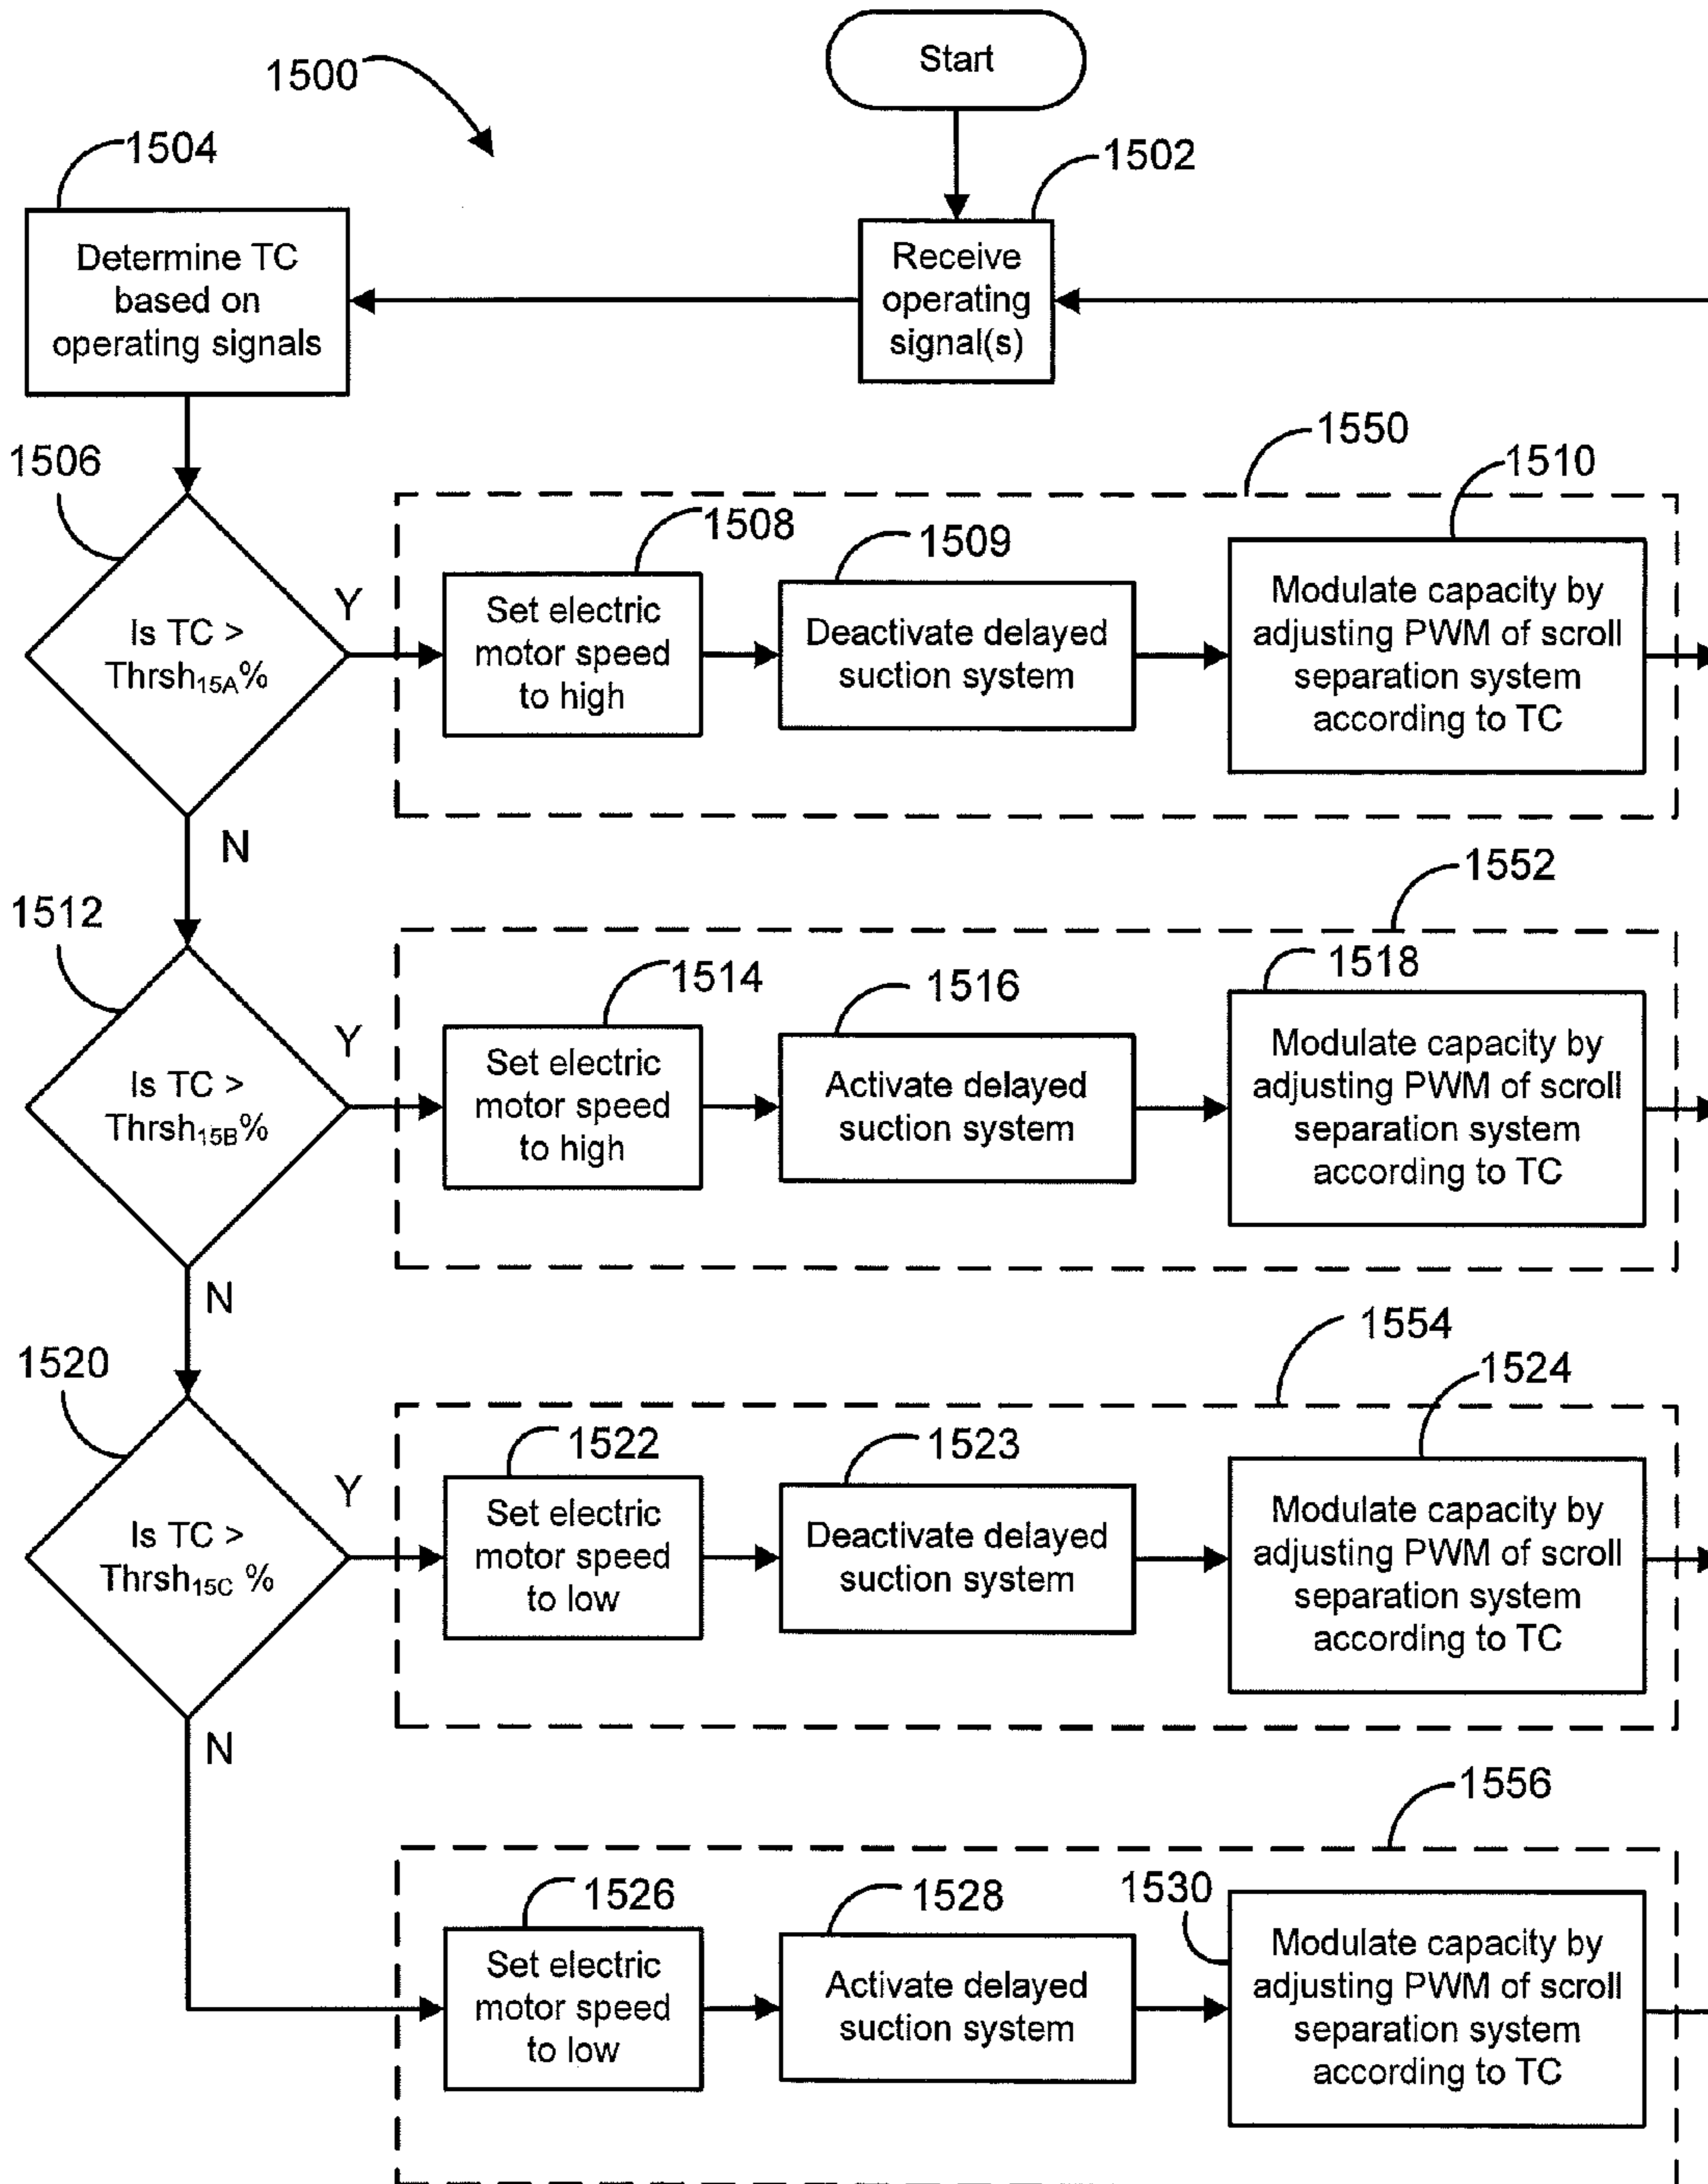 Start
1500
1504
1502
Determine TC
based on
operating signals
Receive
operating
signal(s)
1506
1550
1510
1508
1509
Is TC >
Thrsh15A%
Y
Set electric
motor speed
to high
Deactivate delayed
suction system
Modulate capacity by
adjusting PWM of scroll
separation system
according to TC
N
1512
1552
1514
1516
1518
Is TC >
Thrsh15B%
Y
Set electric
motor speed
to high
Activate delayed
suction system
Modulate capacity by
adjusting PWM of scroll
separation system
according to TC
N
1520
1554
1522
1523
1524
Is TC >
Thrsh15C %
Y
Set electric
motor speed
to low
Deactivate delayed
suction system
Modulate capacity by
adjusting PWM of scroll
separation system
according to TC
N
1556
1526
1528
1530
Set electric
motor speed
to low
Activate delayed
suction system
Modulate capacity by
adjusting PWM of scroll
separation system
according to TC